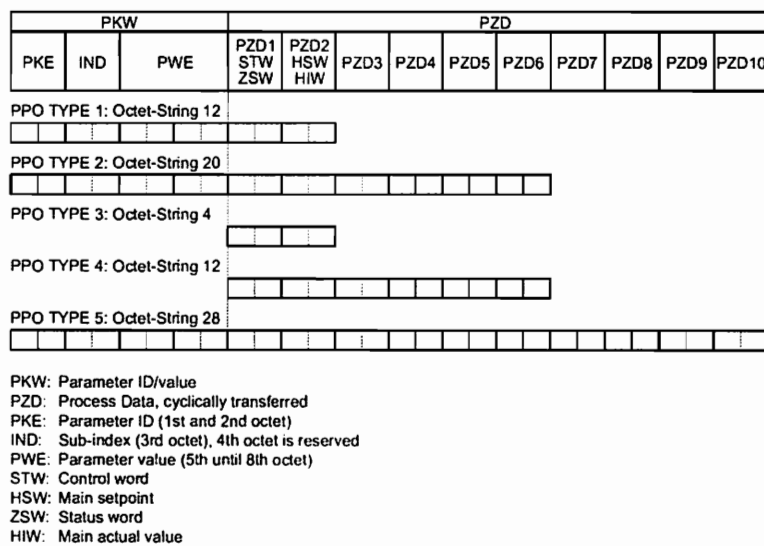 PKW PZD
PKE IND PWE PZD1 STW ZSW PZD2 HSW HIW PZD3 PZD4 PZD5 PZD6 PZD7 PZD8 PZD9 PZD10
PPO TYPE 1: Octet-String 12
PPO TYPE 2: Octet-String 20
PPO TYPE 3: Octet-String 4
PPO TYPE 4: Octet-String 12
PPO TYPE 5: Octet-String 28
PKW: Parameter ID/value
PZD: Process Data, cyclically transferred
PKE: Parameter ID (1st and 2nd octet)
IND: Sub-index (3rd octet), 4th octet is reserved
PWE: Parameter value (5th until 8th octet)
STW: Control word
HSW: Main setpoint
ZSW: Status word
HIW: Main actual value